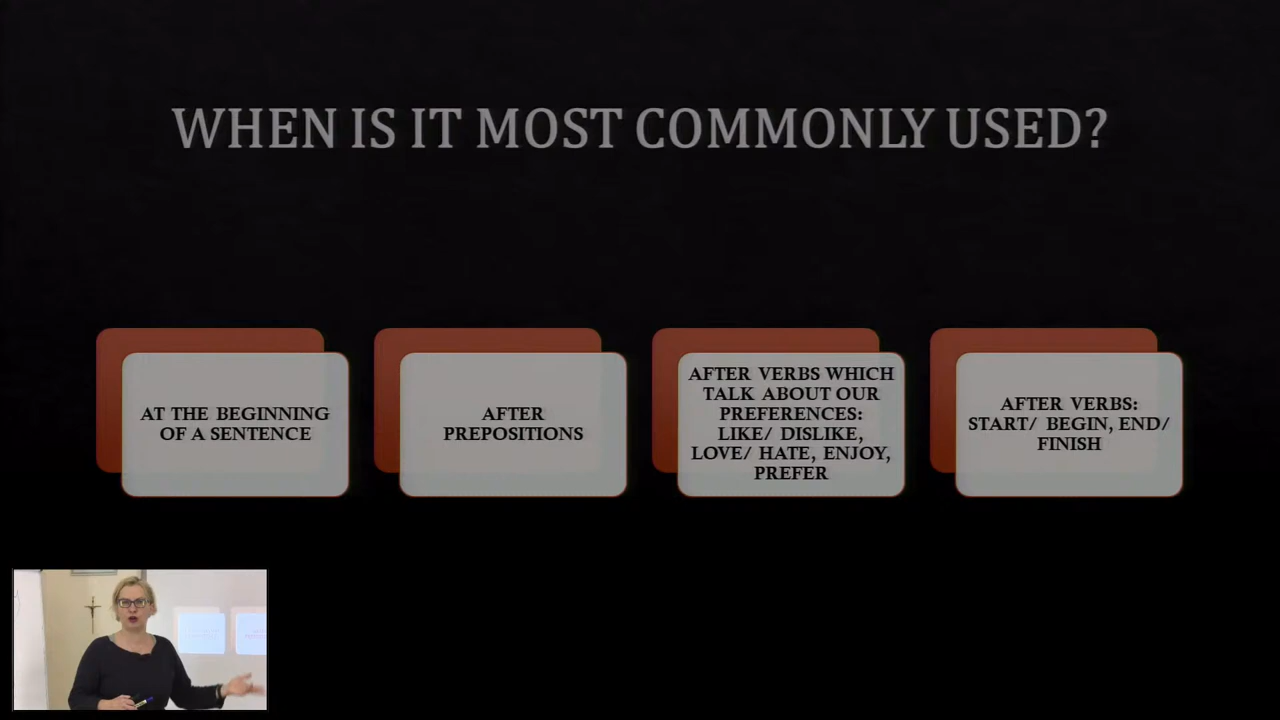 WHEN IS IT MOST COMMONLY USED?
AT THE BEGINNING
OF A SENTENCE
AFTER
PREPOSITIONS
AFTER VERBS WHICH
TALK ABOUT OUR
PREFERENCES:
LIKE/ DISLIKE,
LOVE/ HATE, ENJOY,
PREFER
AFTER VERBS:
START/ BEGIN, END/
FINISH